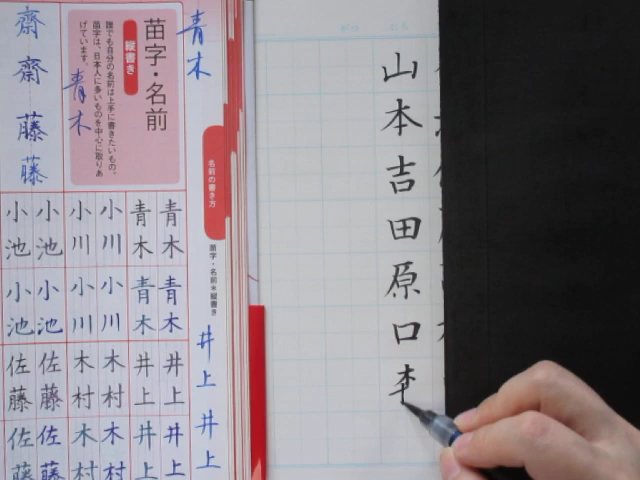 山本吉田原口本
青木
名前の書き方
苗字・名前*縦書き
井上
井上
苗字・名前
縦書き
誰でも自分の名前は上手に書きたいもの。
苗字は、日本人に多いものを中心に取りあ
げています。
青木
齋齋藤藤
青木 青木 小川 小川 小池 小池
青木 青木 小川 小川 小池 小池
井上 井上 木村 木村 佐藤 佐藤
井上 井上 木村 木村 佐藤 佐藤